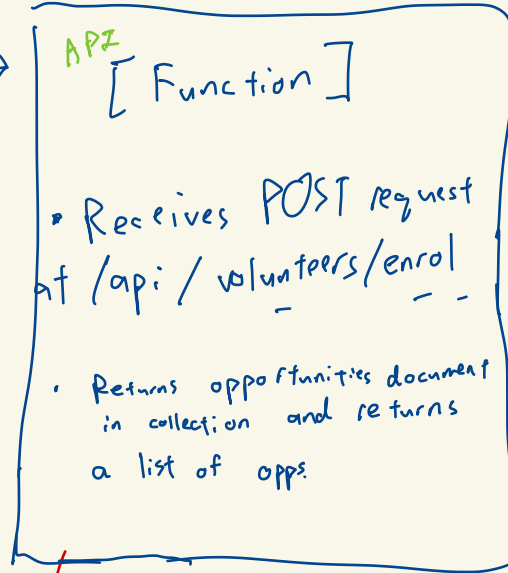 API
[Function]
• Receives POST request
at /api/volunteers/enrol
• Returns opportunities document
in collection and returns
a list of opps.